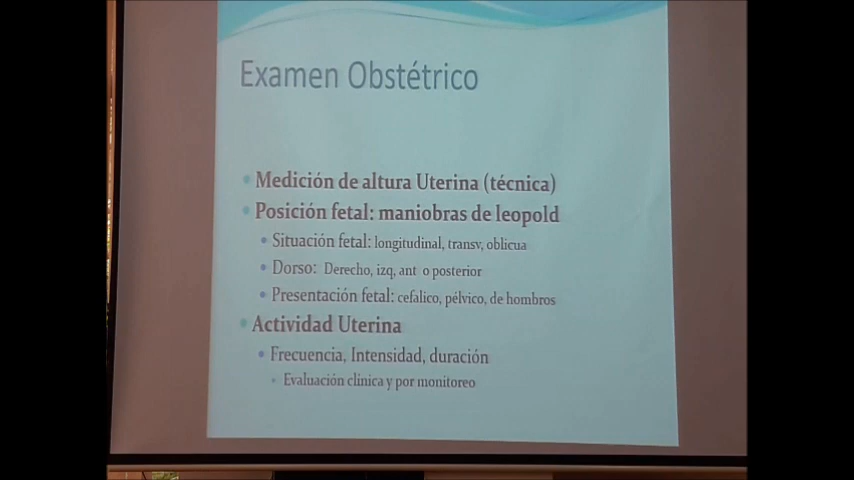 Examen Obstétrico
• Medición de altura Uterina (técnica)
• Posición fetal: maniobras de leopold
• Situación fetal: longitudinal, transv, oblicua
• Dorso: Derecho, izq, ant o posterior
• Presentación fetal: cefalico, pélvico, de hombros
• Actividad Uterina
• Frecuencia, Intensidad, duración
• Evaluación clinica y por monitoreo